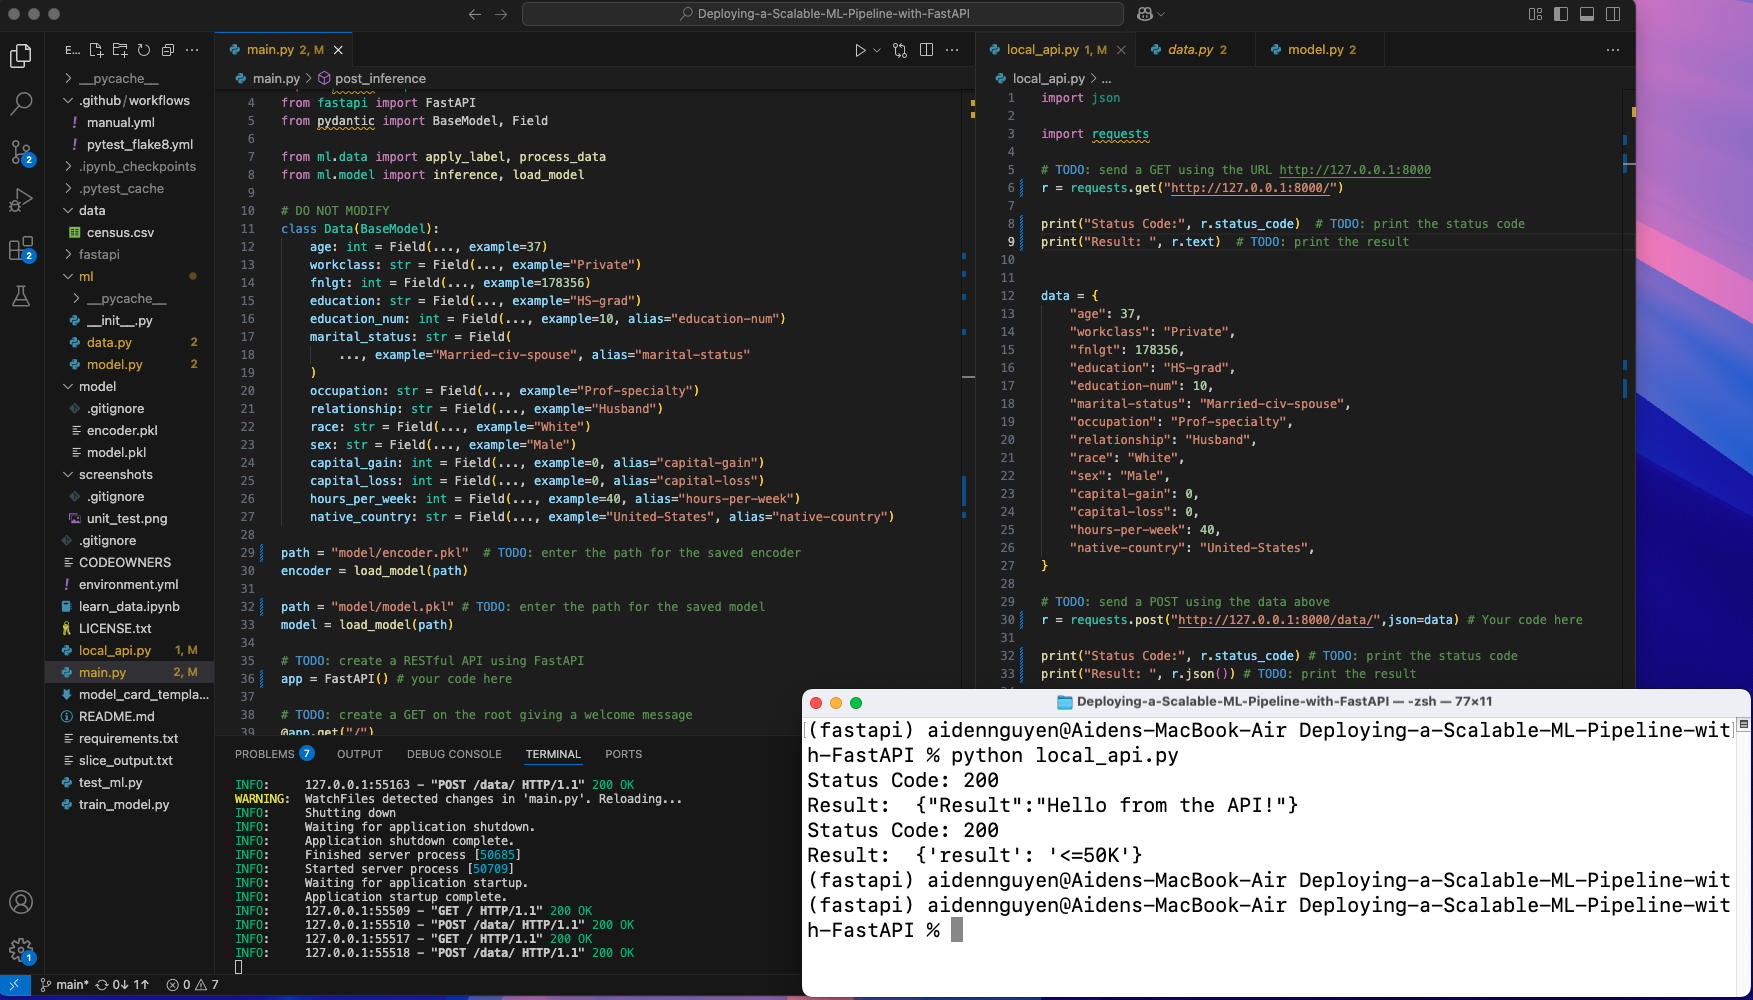 Deploying-a-Scalable-ML-Pipeline-with-FastAPI
E...
__pycache__
.github/workflows
! manual.yml
! pytest_flake8.yml
.ipynb_checkpoints
.pytest_cache
data
census.csv
fastapi
ml
__pycache__
__init__.py
data.py 2
model.py 2
model
.gitignore
encoder.pkl
model.pkl
screenshots
.gitignore
unit_test.png
.gitignore
CODEOWNERS
! environment.yml
learn_data.ipynb
LICENSE.txt
local_api.py 1, M
main.py 2, M
model_card_templa...
README.md
requirements.txt
slice_output.txt
test_ml.py
train_model.py
2
2
1
main.py 2, M
main.py > post_inference
4 from fastapi import FastAPI
5 from pydantic import BaseModel, Field
6
7 from ml.data import apply_label, process_data
8 from ml.model import inference, load_model
9
10 # DO NOT MODIFY
11 class Data(BaseModel):
12 age: int = Field(..., example=37)
13 workclass: str = Field(..., example="Private")
14 fnlgt: int = Field(..., example=178356)
15 education: str = Field(..., example="HS-grad")
16 education_num: int = Field(..., example=10, alias="education-num")
17 marital_status: str = Field(
18 ..., example="Married-civ-spouse", alias="marital-status"
19 )
20 occupation: str = Field(..., example="Prof-specialty")
21 relationship: str = Field(..., example="Husband")
22 race: str = Field(..., example="White")
23 sex: str = Field(..., example="Male")
24 capital_gain: int = Field(..., example=0, alias="capital-gain")
25 capital_loss: int = Field(..., example=0, alias="capital-loss")
26 hours_per_week: int = Field(..., example=40, alias="hours-per-week")
27 native_country: str = Field(..., example="United-States", alias="native-country")
28
29 path = "model/encoder.pkl" # TODO: enter the path for the saved encoder
30 encoder = load_model(path)
31
32 path = "model/model.pkl" # TODO: enter the path for the saved model
33 model = load_model(path)
34
35 # TODO: create a RESTful API using FastAPI
36 app = FastAPI() # your code here
37
38 # TODO: create a GET on the root giving a welcome message
39 @app.get("/")
local_api.py 1, M
data.py 2
model.py 2
local_api.py > ...
1 import json
2
3 import requests
4
5 # TODO: send a GET using the URL http://127.0.0.1:8000
6 r = requests.get("http://127.0.0.1:8000/")
7
8 print("Status Code:", r.status_code) # TODO: print the status code
9 print("Result: ", r.text) # TODO: print the result
10
11
12 data = {
13 "age": 37,
14 "workclass": "Private",
15 "fnlgt": 178356,
16 "education": "HS-grad",
17 "education-num": 10,
18 "marital-status": "Married-civ-spouse",
19 "occupation": "Prof-specialty",
20 "relationship": "Husband",
21 "race": "White",
22 "sex": "Male",
23 "capital-gain": 0,
24 "capital-loss": 0,
25 "hours-per-week": 40,
26 "native-country": "United-States",
27 }
28
29 # TODO: send a POST using the data above
30 r = requests.post("http://127.0.0.1:8000/data/",json=data) # Your code here
31
32 print("Status Code:", r.status_code) # TODO: print the status code
33 print("Result: ", r.json()) # TODO: print the result
PROBLEMS 7 OUTPUT DEBUG CONSOLE TERMINAL PORTS
INFO: 127.0.0.1:55163 - "POST /data/ HTTP/1.1" 200 OK
WARNING: WatchFiles detected changes in 'main.py'. Reloading...
INFO: Shutting down
INFO: Waiting for application shutdown.
INFO: Application shutdown complete.
INFO: Finished server process [50685]
INFO: Started server process [50709]
INFO: Waiting for application startup.
INFO: Application startup complete.
INFO: 127.0.0.1:55509 - "GET / HTTP/1.1" 200 OK
INFO: 127.0.0.1:55510 - "POST /data/ HTTP/1.1" 200 OK
INFO: 127.0.0.1:55517 - "GET / HTTP/1.1" 200 OK
INFO: 127.0.0.1:55518 - "POST /data/ HTTP/1.1" 200 OK
Deploying-a-Scalable-ML-Pipeline-with-FastAPI — -zsh — 77×11
(fastapi) aidennguyen@Aidens-MacBook-Air Deploying-a-Scalable-ML-Pipeline-wit
h-FastAPI % python local_api.py
Status Code: 200
Result: {"Result":"Hello from the API!"}
Status Code: 200
Result: {'result': '<=50K'}
(fastapi) aidennguyen@Aidens-MacBook-Air Deploying-a-Scalable-ML-Pipeline-wit
(fastapi) aidennguyen@Aidens-MacBook-Air Deploying-a-Scalable-ML-Pipeline-wit
h-FastAPI %
main* 0↓ 1↑ 0 7